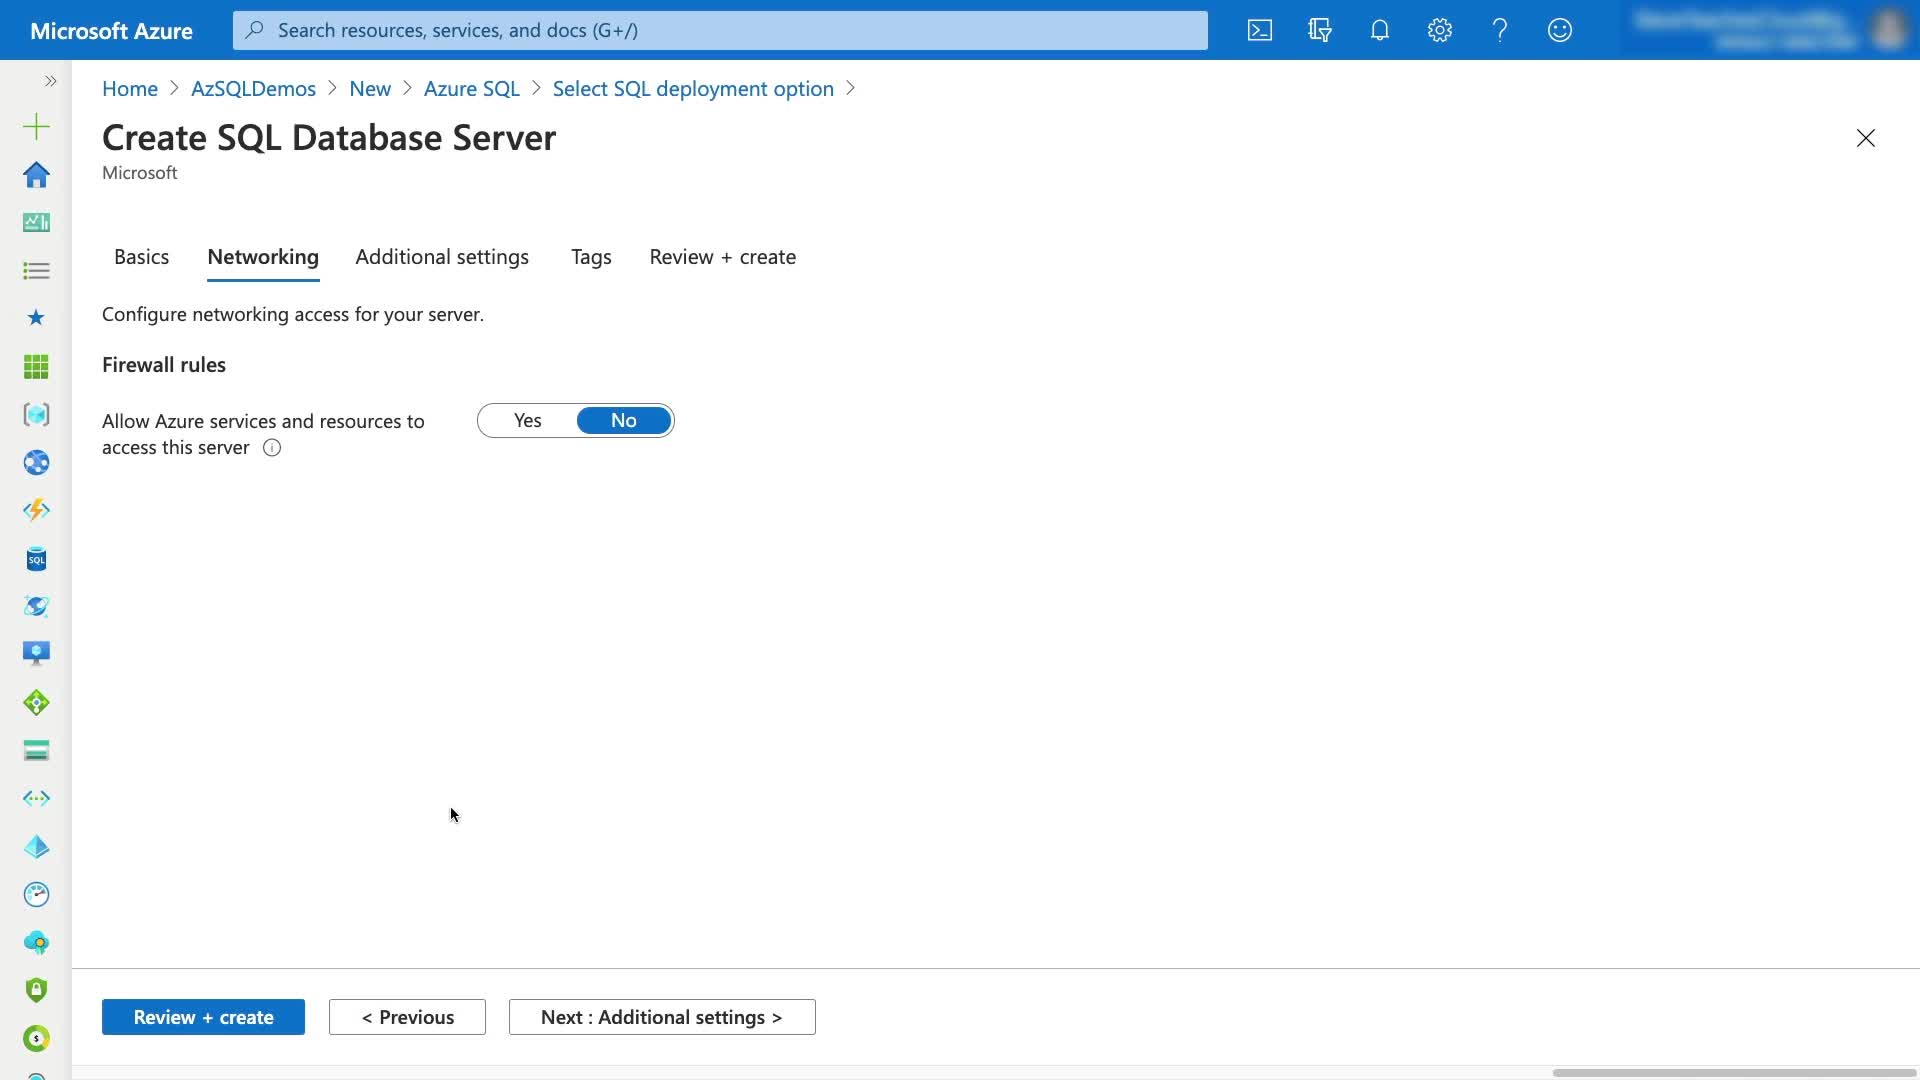 Microsoft Azure
Search resources, services, and docs (G+/)
Home > AzSQLDemos > New > Azure SQL > Select SQL deployment option >
Create SQL Database Server
Microsoft
Basics Networking Additional settings Tags Review + create
Configure networking access for your server.
Firewall rules
Allow Azure services and resources to
access this server
Yes No
SQL
Review + create < Previous Next : Additional settings >